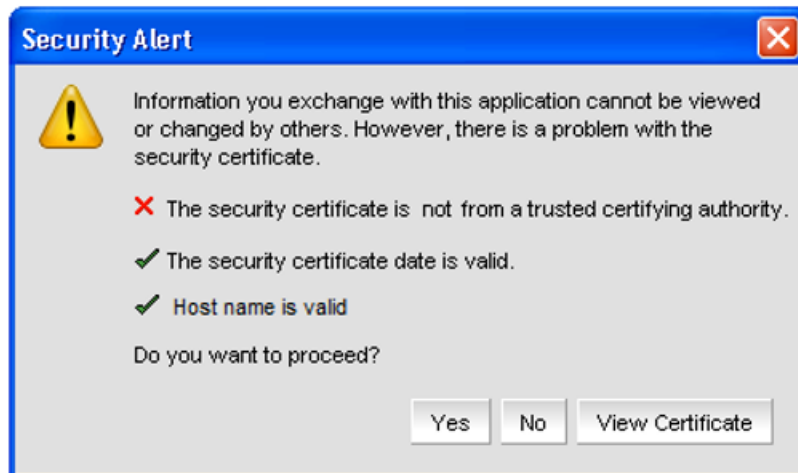 Security Alert
Information you exchange with this application cannot be viewed
or changed by others. However, there is a problem with the
security certificate.
The security certificate is not from a trusted certifying authority.
The security certificate date is valid.
Host name is valid
Do you want to proceed?
Yes No View Certificate